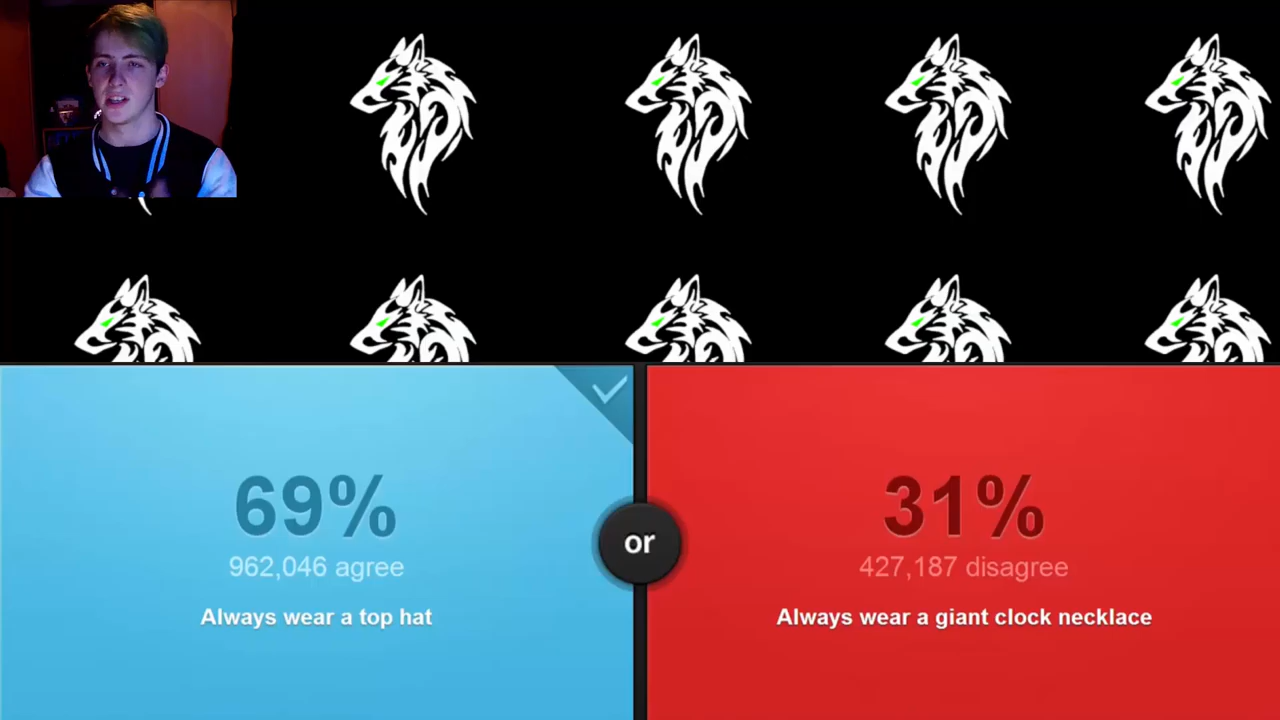 69%
962,046 agree
Always wear a top hat
or
31%
427,187 disagree
Always wear a giant clock necklace